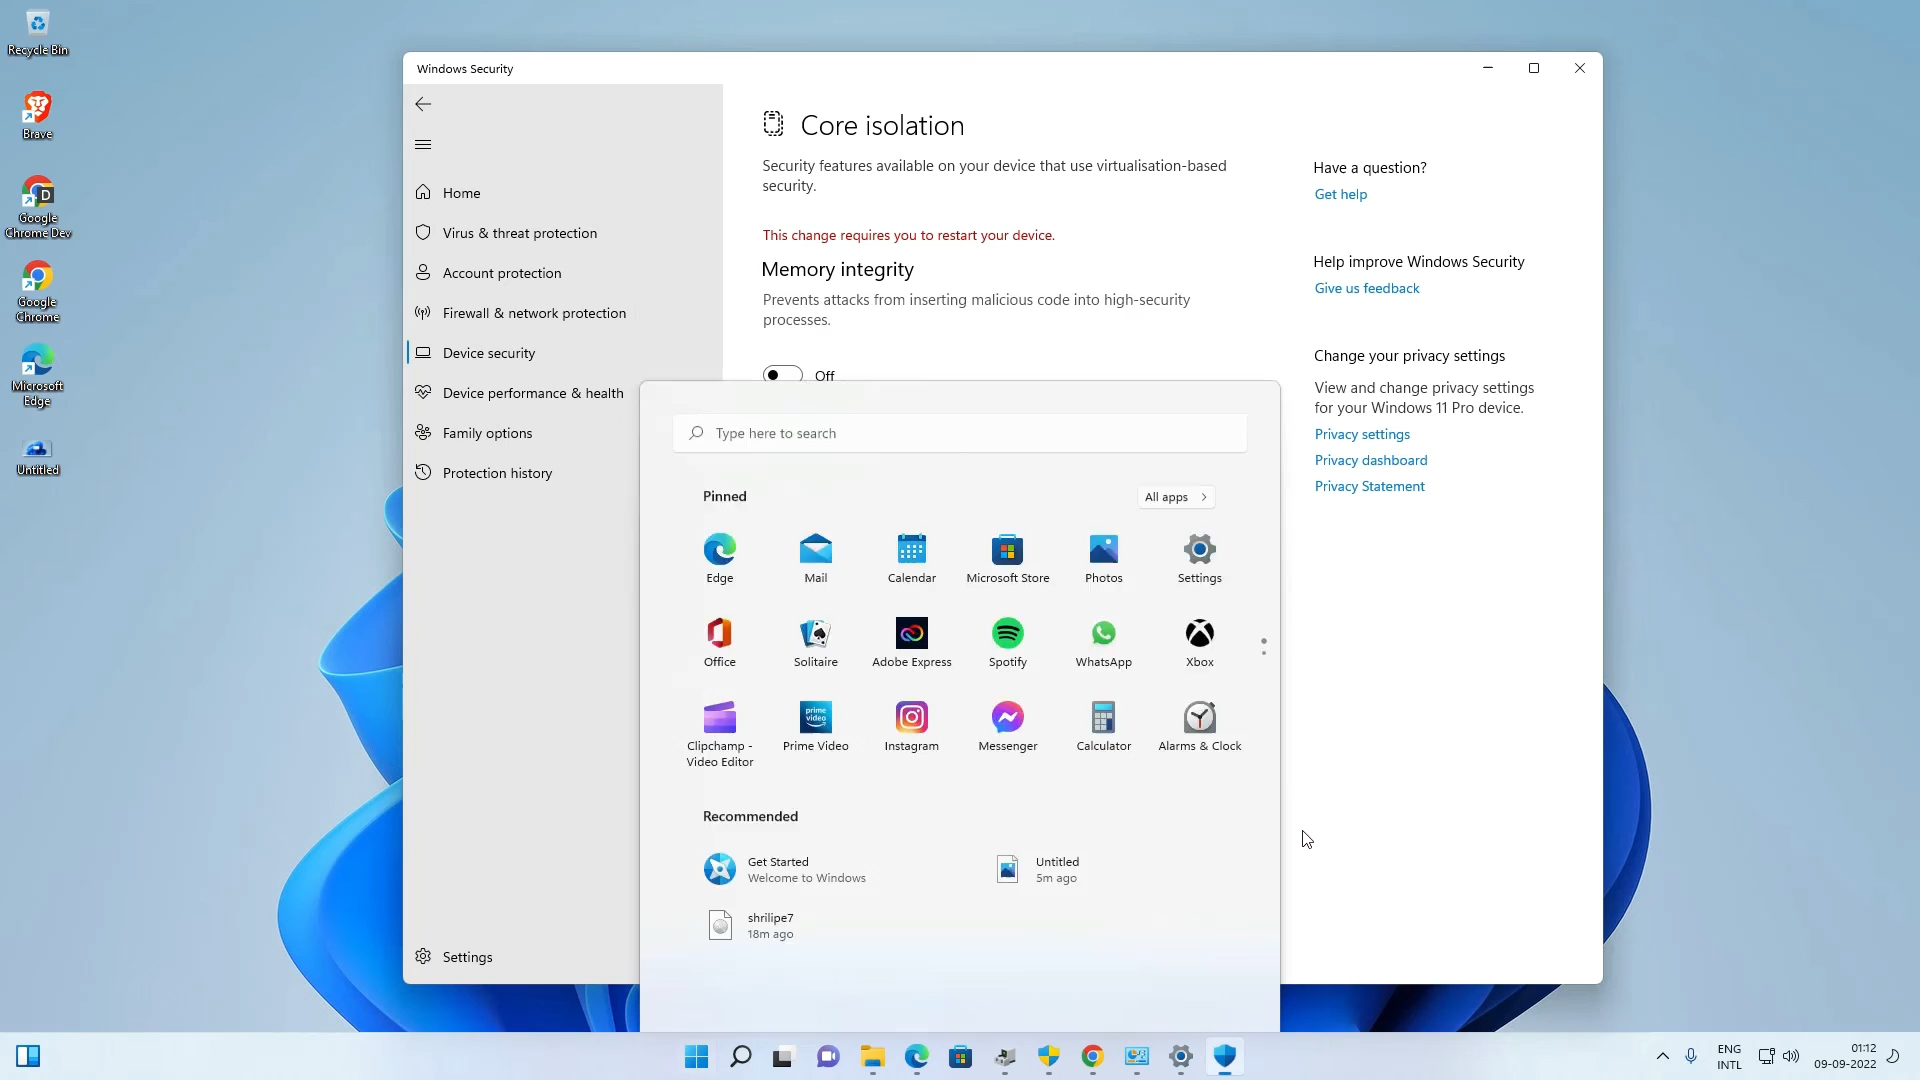 Recycle Bin
Brave
Google
Chrome Dev
Google
Chrome
Microsoft
Edge
Untitled
Windows Security
Home
Virus & threat protection
Account protection
Firewall & network protection
Device security
Device performance & health
Family options
Protection history
Settings
Core isolation
Security features available on your device that use virtualisation-based
security.
This change requires you to restart your device.
Memory integrity
Prevents attacks from inserting malicious code into high-security
processes.
Off
Have a question?
Get help
Help improve Windows Security
Give us feedback
Change your privacy settings
View and change privacy settings
for your Windows 11 Pro device.
Privacy settings
Privacy dashboard
Privacy Statement
Type here to search
Pinned
All apps
Edge
Mail
Calendar
Microsoft Store
Photos
Settings
Office
Solitaire
Adobe Express
Spotify
WhatsApp
Xbox
Clipchamp -
Video Editor
prime
video
Prime Video
Instagram
Messenger
Calculator
Alarms & Clock
Recommended
Get Started
Welcome to Windows
Untitled
5m ago
shrilipe7
18m ago
ENG
INTL
01:12
09-09-2022